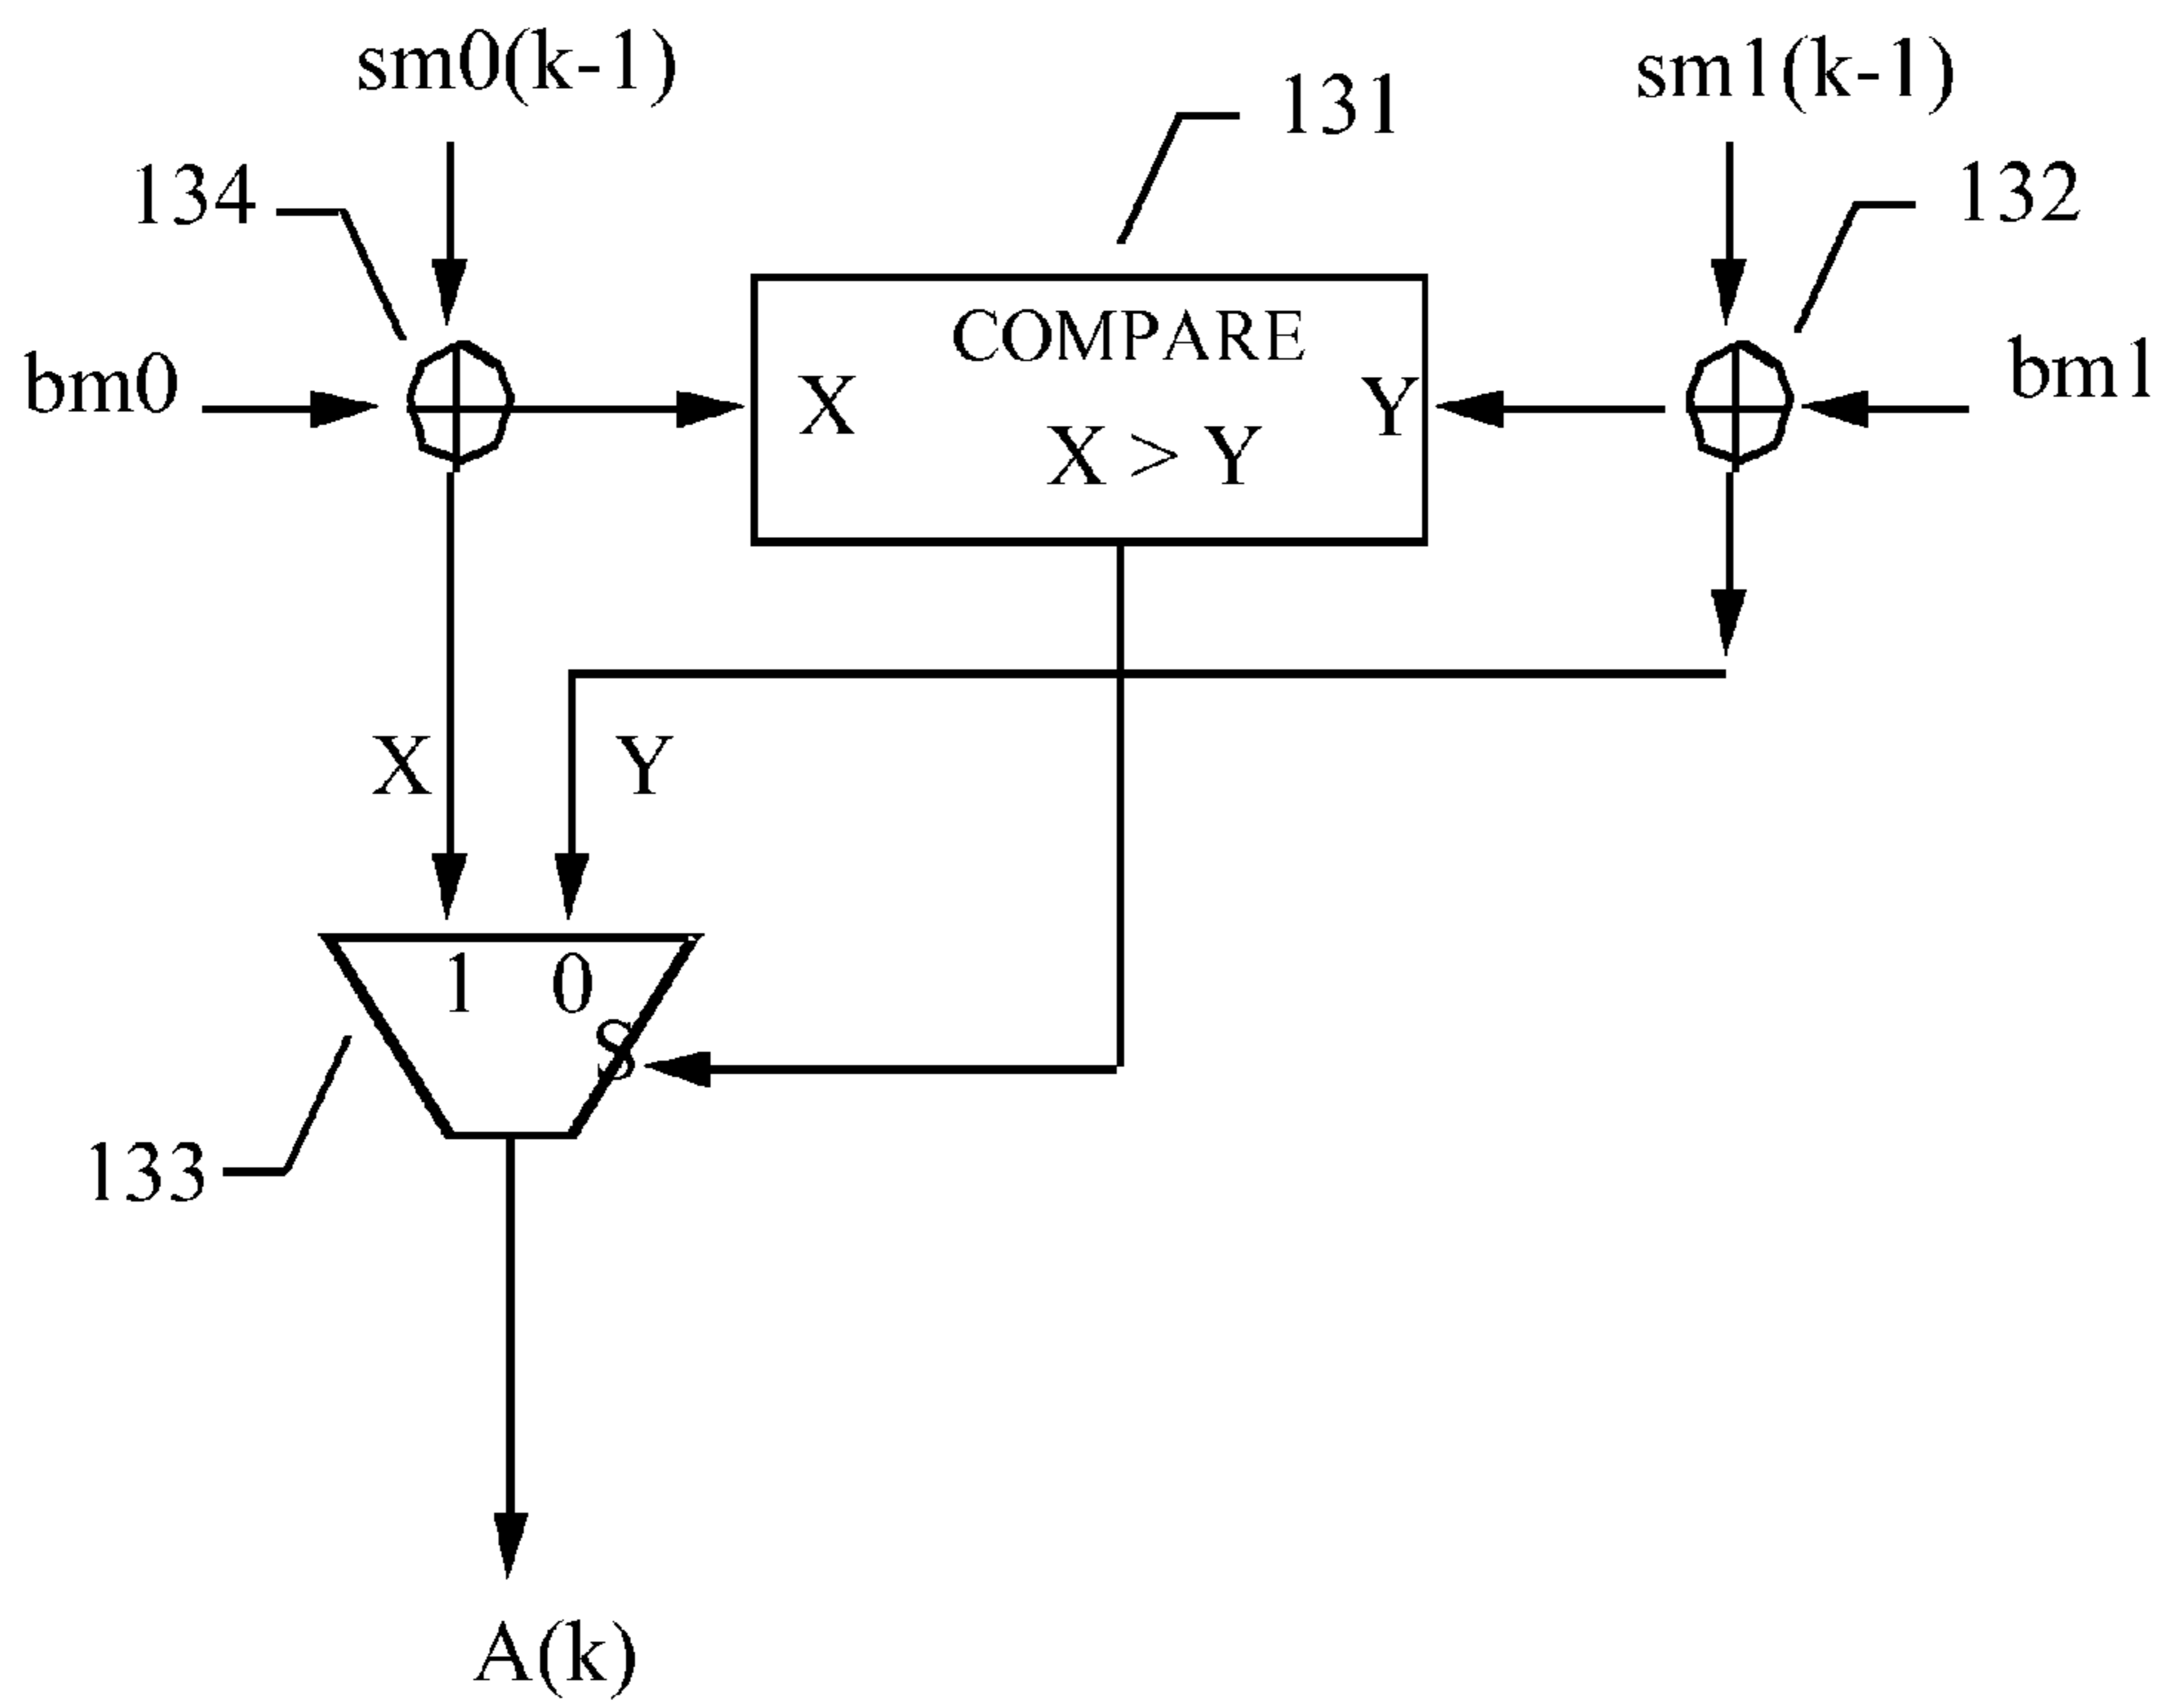 sm0(k-1)
131
sm1(k-1)
134
132
COMPARE
bm0
X
Y
bm1
X > Y
X
Y
1
0
S
133
A(k)